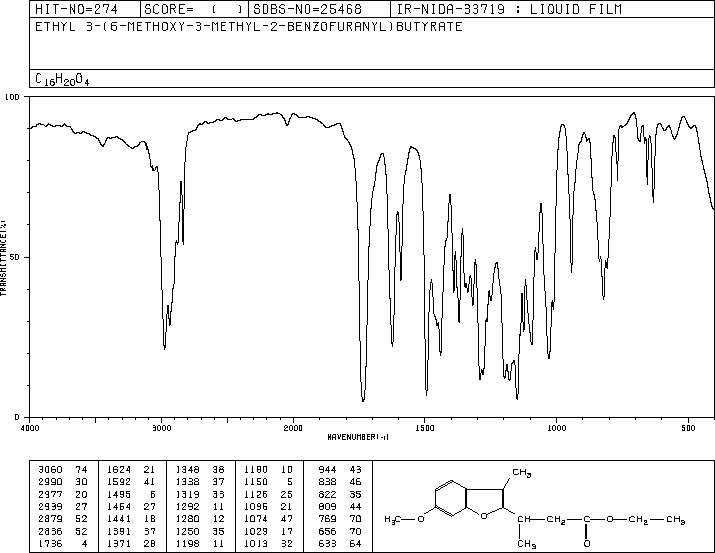 HIT-NO=274 SCORE= ( ) SDBS-NO=25468 IR-NIDA-33719 : LIQUID FILM
ETHYL 3-(6-METHOXY-3-METHYL-2-BENZOFURANYL)BUTYRATE
C16H20O4
100
50
0
TRANSMITTANCE(%)
4000 3000 2000 1500 1000 500
WAVENUMBER(-1)
3060 74 1624 21 1348 38 1180 10 944 43
2990 30 1592 41 1338 37 1150 5 838 46
2977 20 1495 6 1319 33 1126 25 822 35
2939 27 1464 27 1292 11 1096 21 809 44
2879 52 1441 18 1280 12 1074 47 769 70
2836 52 1391 37 1250 35 1029 17 656 70
1736 4 1371 28 1198 11 1013 32 633 64
CH3
H3C O O CH CH2 C O CH2 CH3
CH3 O